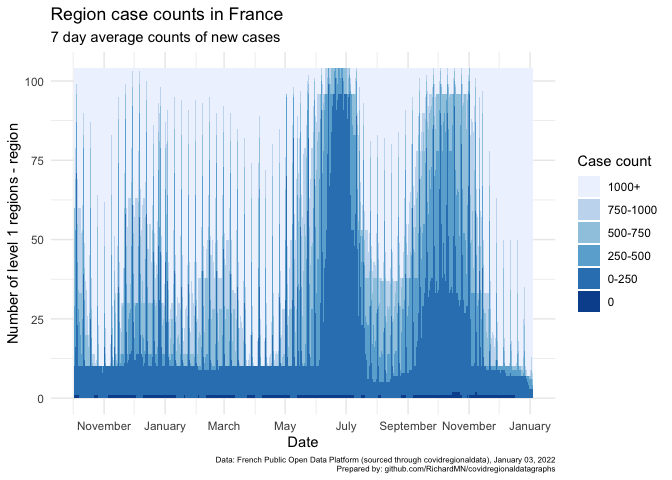 Region case counts in France
7 day average counts of new cases
Number of level 1 regions - region
100
75
50
25
0
November
January
March
May
July
September
November
January
Date
Case count
1000+
750-1000
500-750
250-500
0-250
0
Data: French Public Open Data Platform (sourced through covidregionaldata), January 03, 2022
Prepared by: github.com/RichardMN/covidregionaldatagraphs